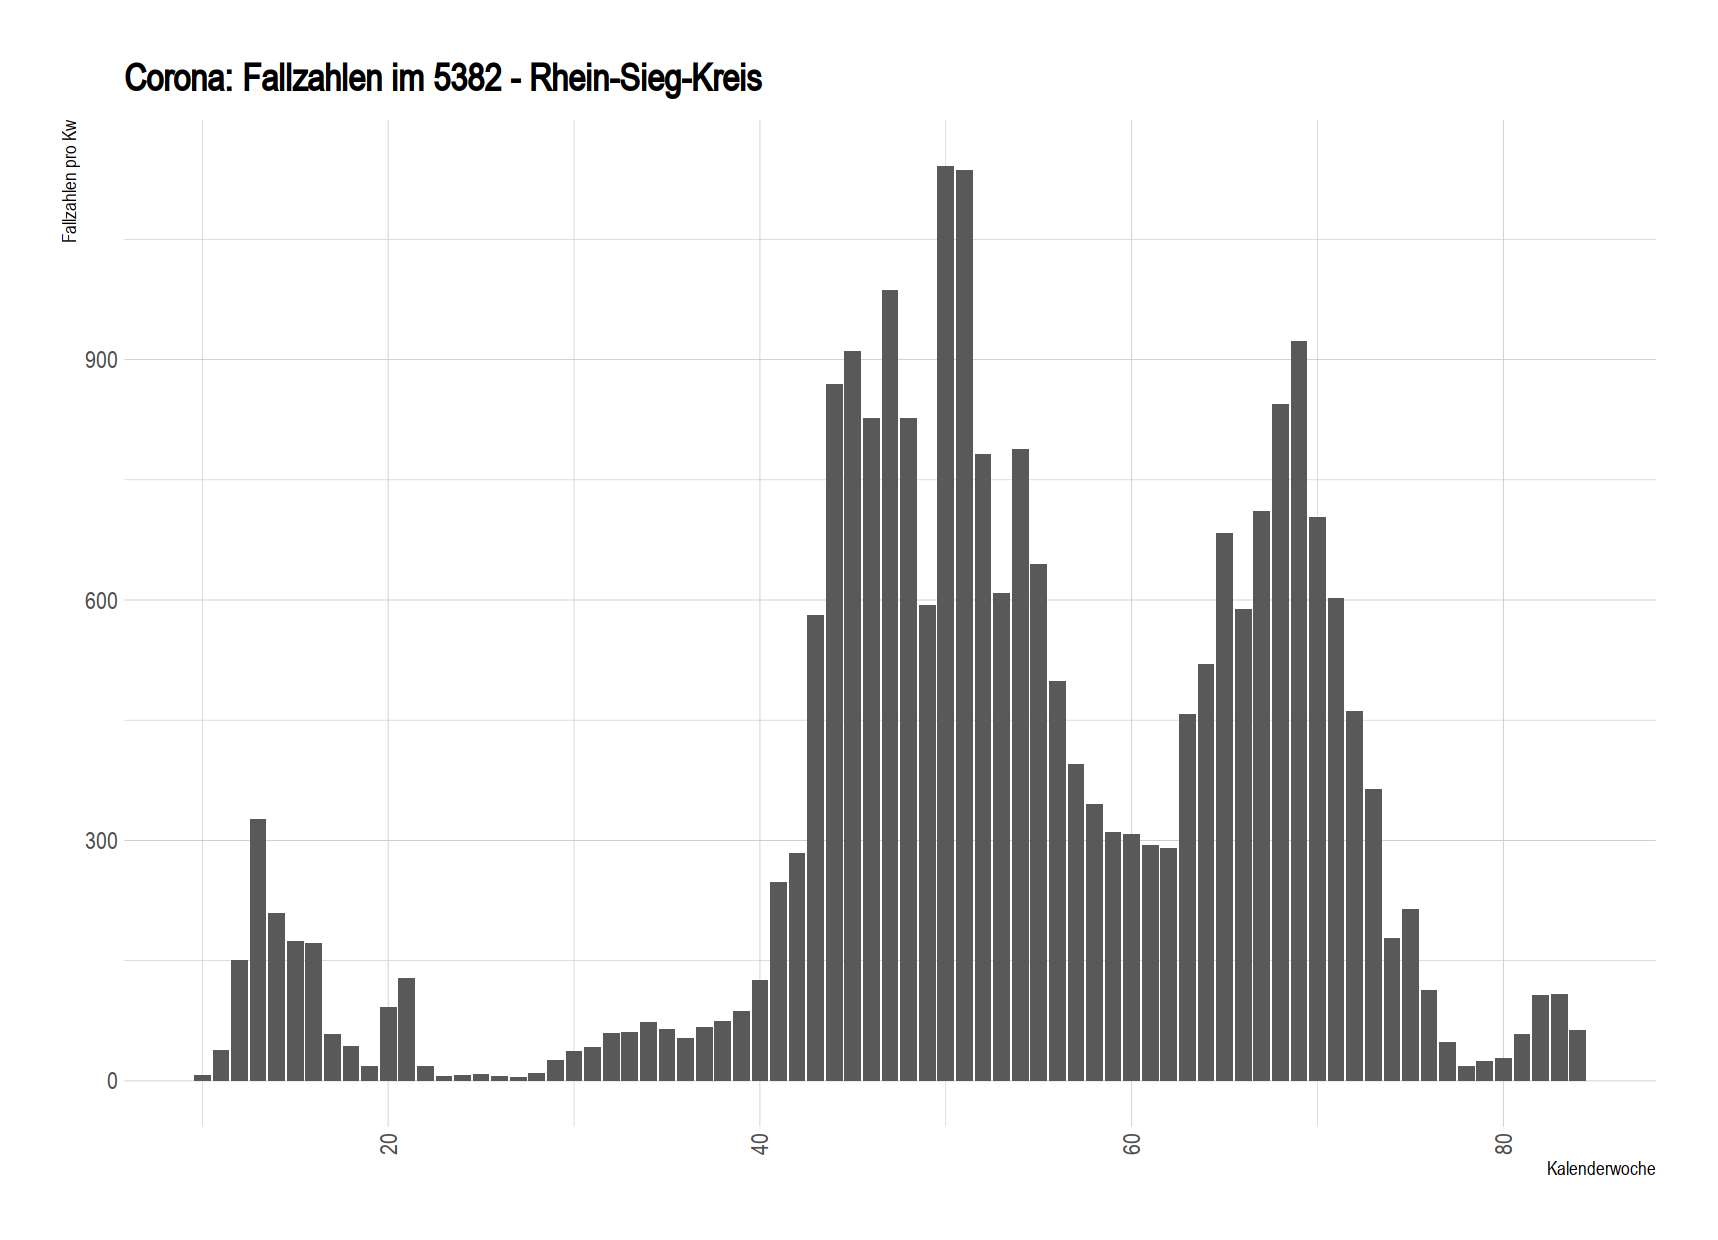 Corona: Fallzahlen im 5382 - Rhein-Sieg-Kreis
Fallzahlen pro Kw
900
600
300
0
20
40
60
80
Kalenderwoche